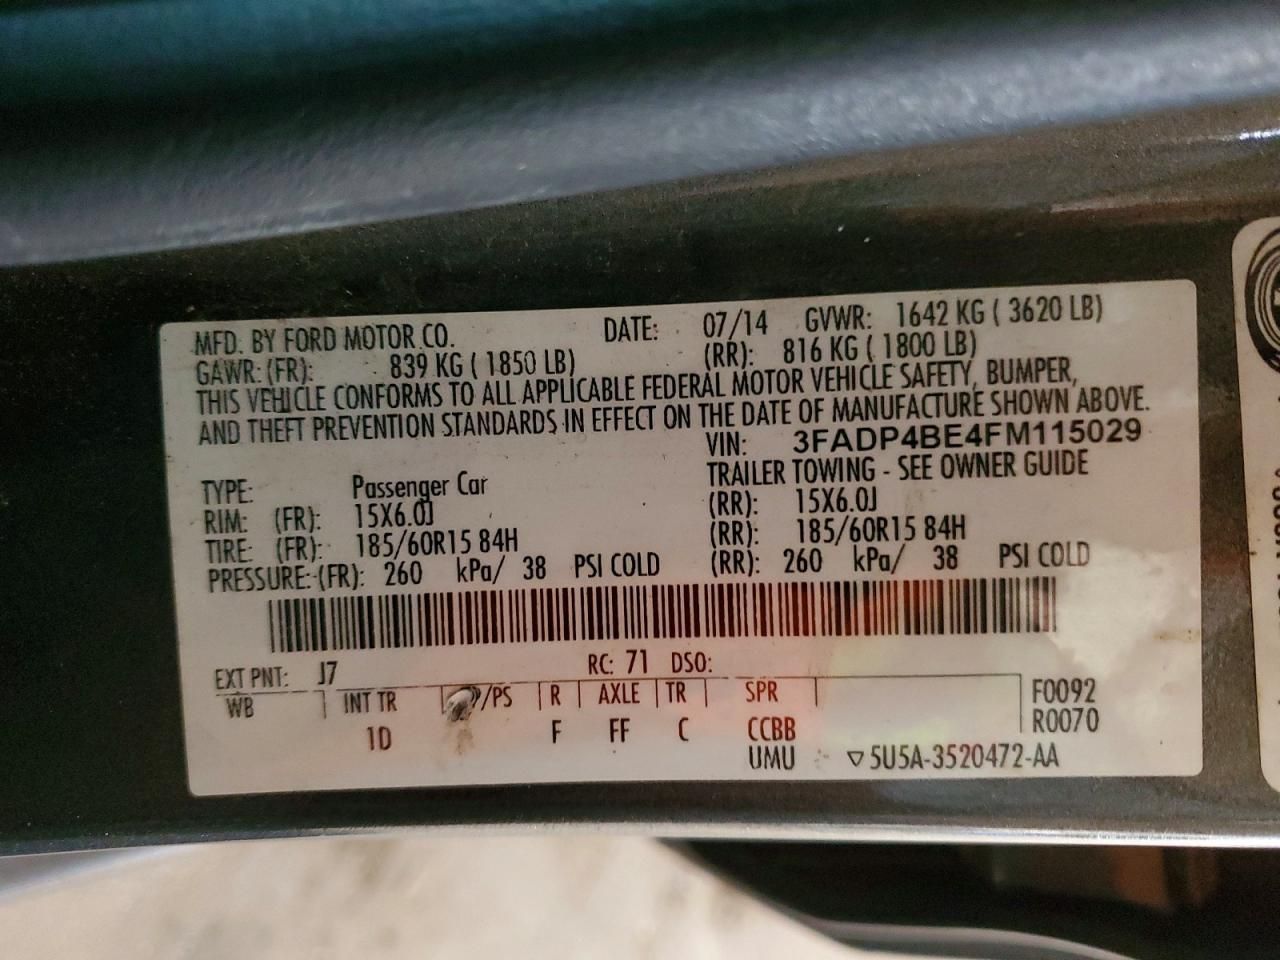 MFD. BY FORD MOTOR CO. DATE: 07/14 GVWR: 1642 KG ( 3620 LB)
GAWR: (FR): 839 KG ( 1850 LB) (RR): 816 KG ( 1800 LB)
THIS VEHICLE CONFORMS TO ALL APPLICABLE FEDERAL MOTOR VEHICLE SAFETY, BUMPER,
AND THEFT PREVENTION STANDARDS IN EFFECT ON THE DATE OF MANUFACTURE SHOWN ABOVE.
VIN: 3FADP4BE4FM115029
TYPE: Passenger Car TRAILER TOWING - SEE OWNER GUIDE
RIM: (FR): 15X6.0J (RR): 15X6.0J
TIRE: (FR): 185/60R15 84H (RR): 185/60R15 84H
PRESSURE: (FR): 260 kPa/ 38 PSI COLD (RR): 260 kPa/ 38 PSI COLD
EXT PNT: J7 RC: 71 DSO:
WB INT TR /PS R AXLE TR SPR F0092
1D F FF C CCBB R0070
UMU ▽5U5A-3520472-AA